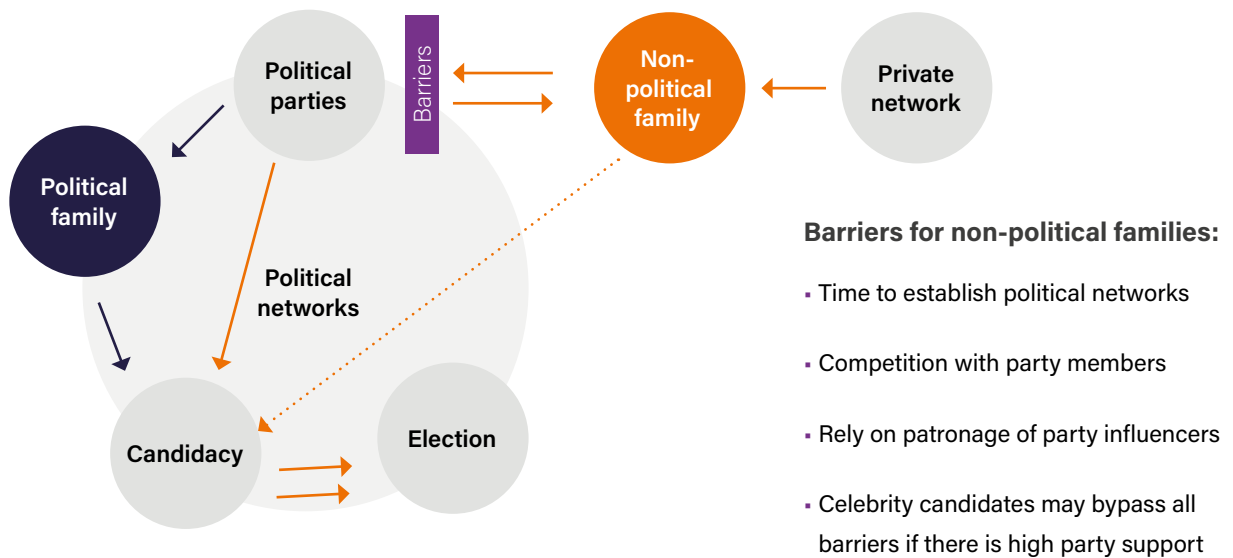 Political
parties
Barriers
Non-
political
family
Private
network
Political
family
Political
networks
Candidacy
Election
Barriers for non-political families:
▪ Time to establish political networks
▪ Competition with party members
▪ Rely on patronage of party influencers
▪ Celebrity candidates may bypass all
barriers if there is high party support